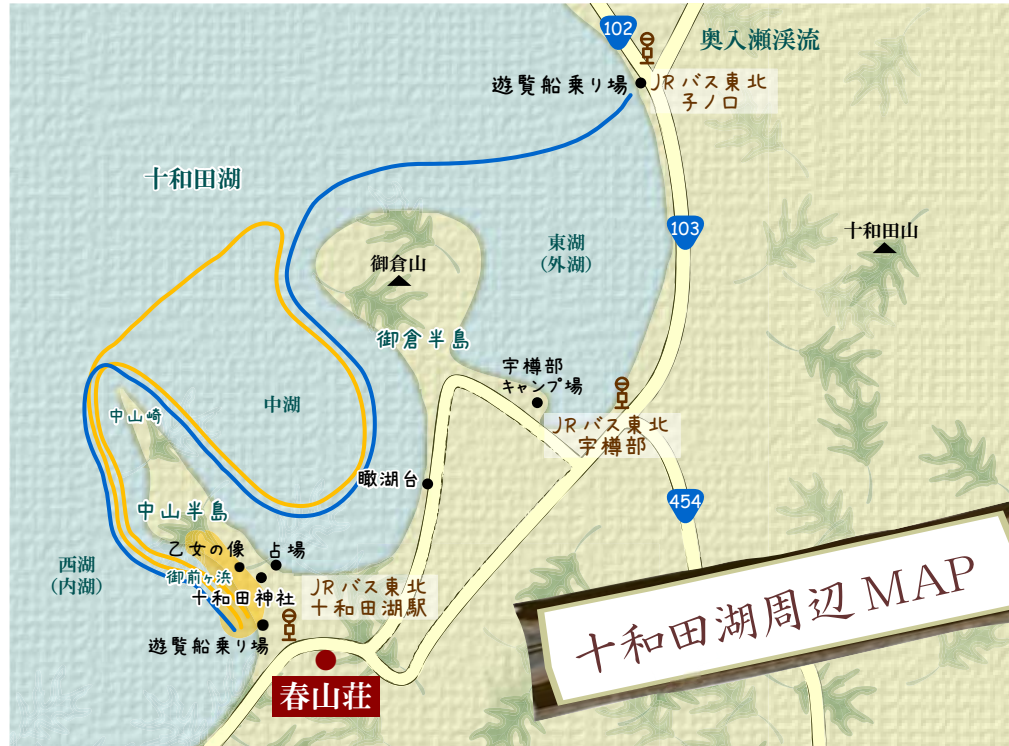 102
奥入瀬渓流
遊覧船乗り場
JRバス東北
子ノ口
十和田湖
103
十和田山
東湖
(外湖)
御倉山
御倉半島
宇樽部
キャンプ場
中湖
中山崎
JRバス東北
宇樽部
瞰湖台
454
中山半島
乙女の像
占場
西湖
(内湖)
御前ヶ浜
十和田神社
JRバス東北
十和田湖駅
遊覧船乗り場
春山荘
十和田湖周辺 MAP